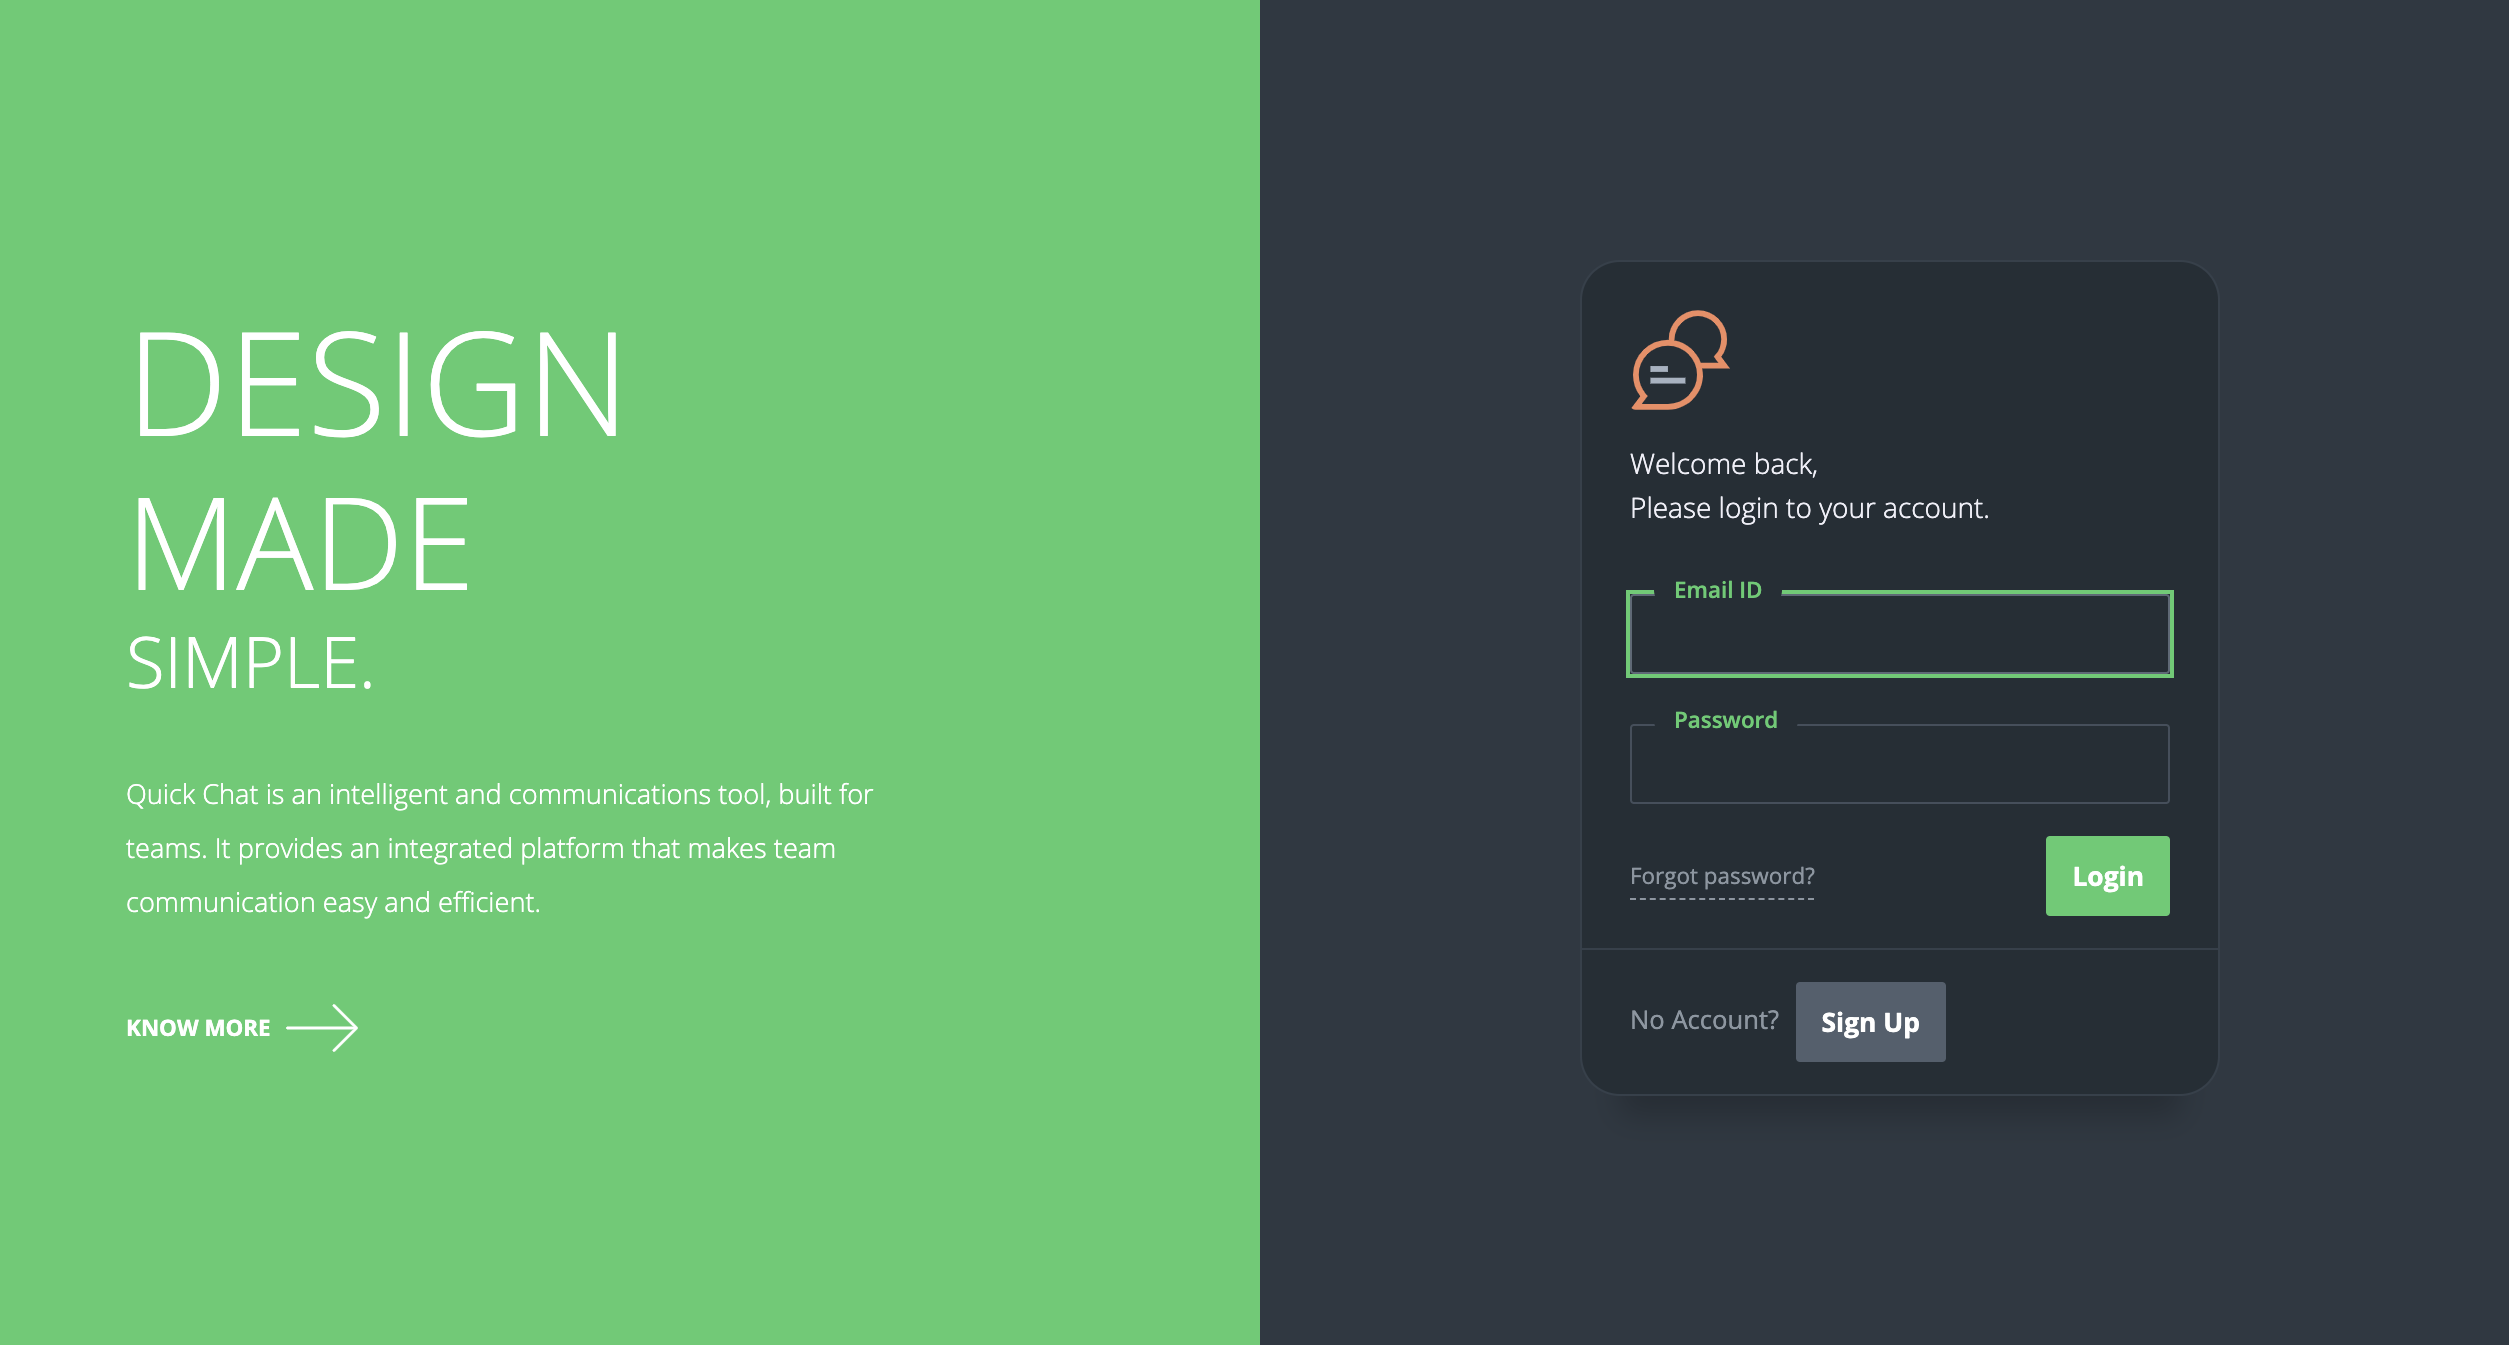 DESIGN
MADE
SIMPLE.
Quick Chat is an intelligent and communications tool, built for
teams. It provides an integrated platform that makes team
communication easy and efficient.
KNOW MORE
Welcome back,
Please login to your account.
Email ID
Password
Forgot password?
Login
No Account?
Sign Up